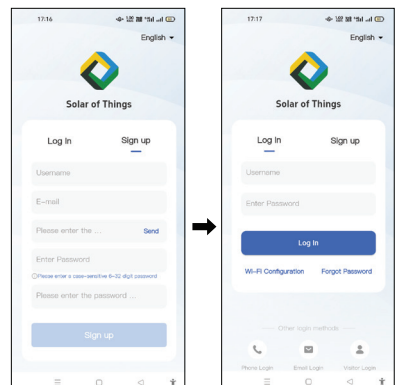 17:16
English
Solar of Things
Log In Sign up
Username
E-mail
Please enter the ... Send
Enter Password
Please enter a case-sensitive 6-32 digit password
Please enter the password ...
Sign up
17:17
English
Solar of Things
Log In Sign up
Username
Enter Password
Log In
Wi-Fi Configuration Forgot Password
Other login methods
Phone Login Email Login Visitor Login